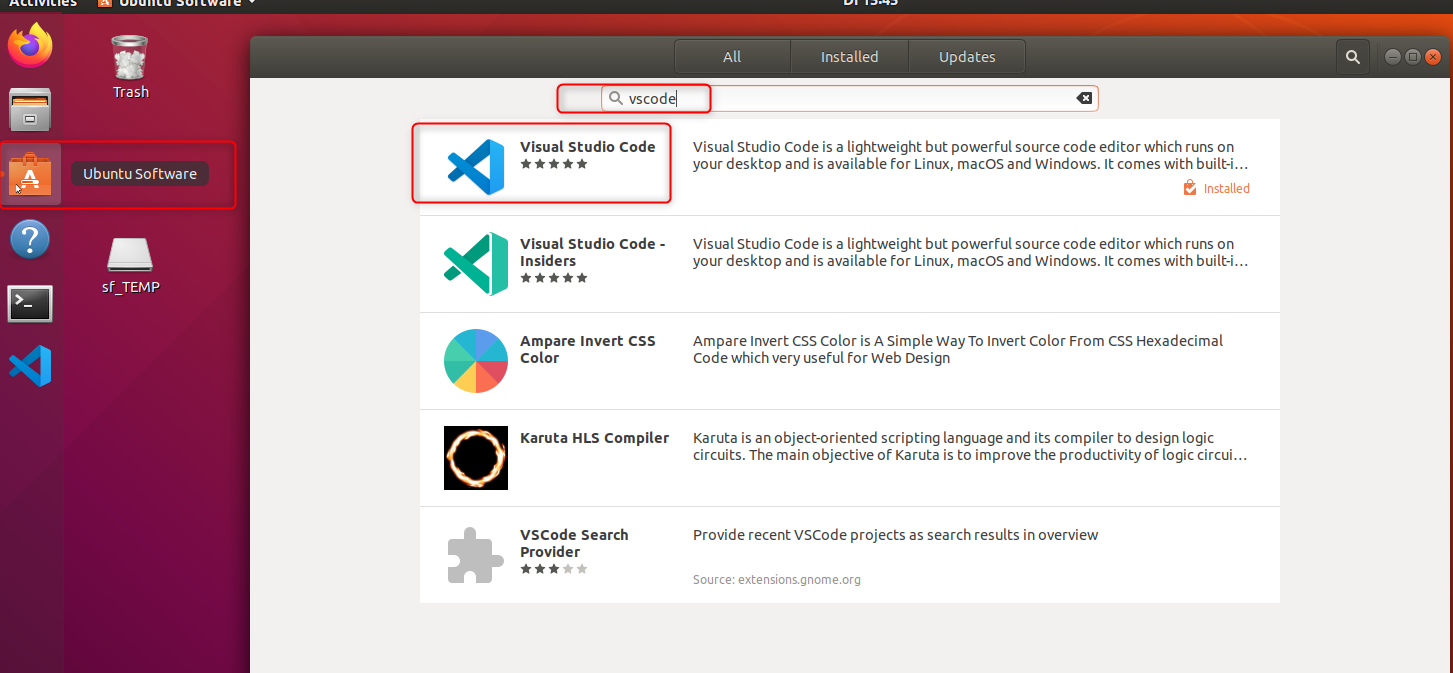 Activities
Ubuntu Software
Di 15:45
Trash
All
Installed
Updates
vscode
Ubuntu Software
sf_TEMP
Visual Studio Code
Visual Studio Code is a lightweight but powerful source code editor which runs on
your desktop and is available for Linux, macOS and Windows. It comes with built-i…
Installed
Visual Studio Code -
Insiders
Visual Studio Code is a lightweight but powerful source code editor which runs on
your desktop and is available for Linux, macOS and Windows. It comes with built-i…
Ampare Invert CSS
Color
Ampare Invert CSS Color is A Simple Way To Invert Color From CSS Hexadecimal
Code which very useful for Web Design
Karuta HLS Compiler
Karuta is an object-oriented scripting language and its compiler to design logic
circuits. The main objective of Karuta is to improve the productivity of logic circui…
VSCode Search
Provider
Provide recent VSCode projects as search results in overview
Source: extensions.gnome.org